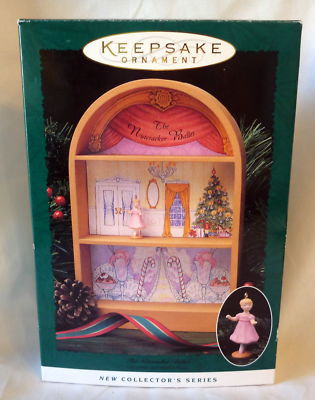 KEEPSAKE
ORNAMENT
The
Nutcracker Ballet
NEW COLLECTOR'S SERIES